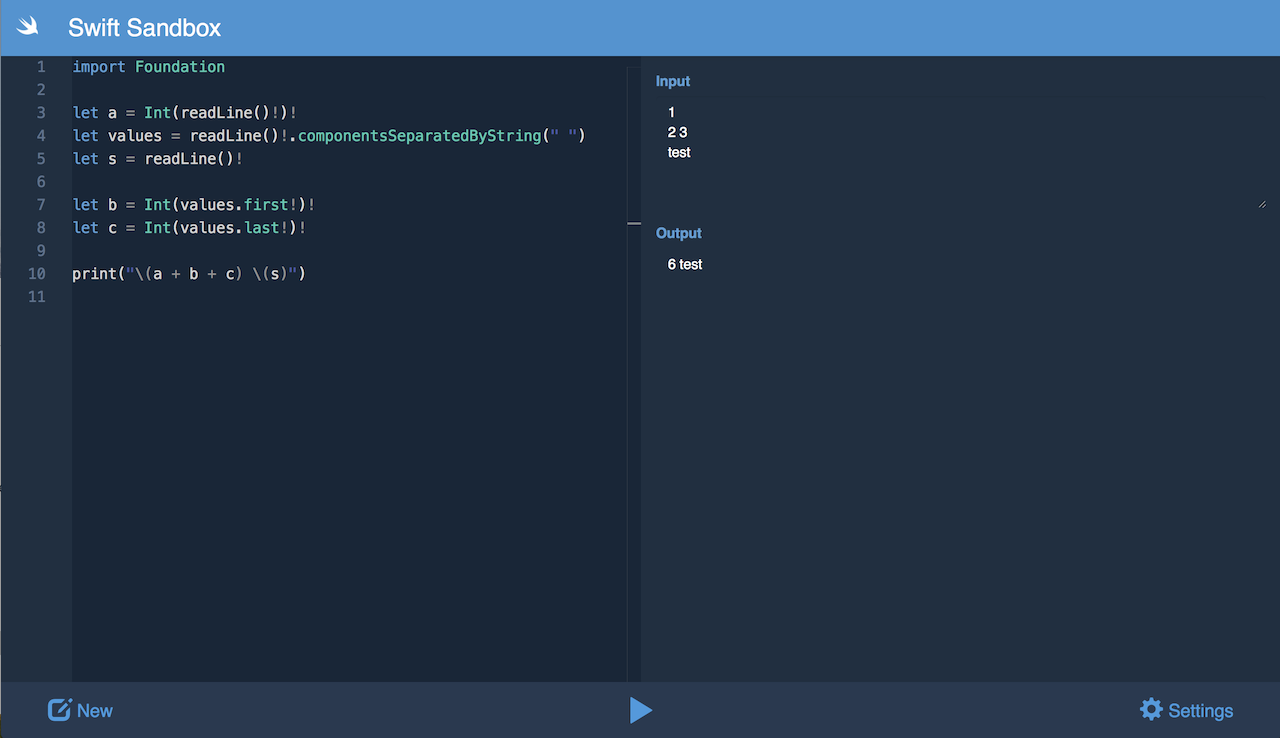 Swift Sandbox
1 import Foundation
2
3 let a = Int(readLine()!)!
4 let values = readLine()!.componentsSeparatedByString(" ")
5 let s = readLine()!
6
7 let b = Int(values.first!)!
8 let c = Int(values.last!)!
9
10 print("\(a + b + c) \(s)")
11
Input
1
2 3
test
Output
6 test
New
Settings